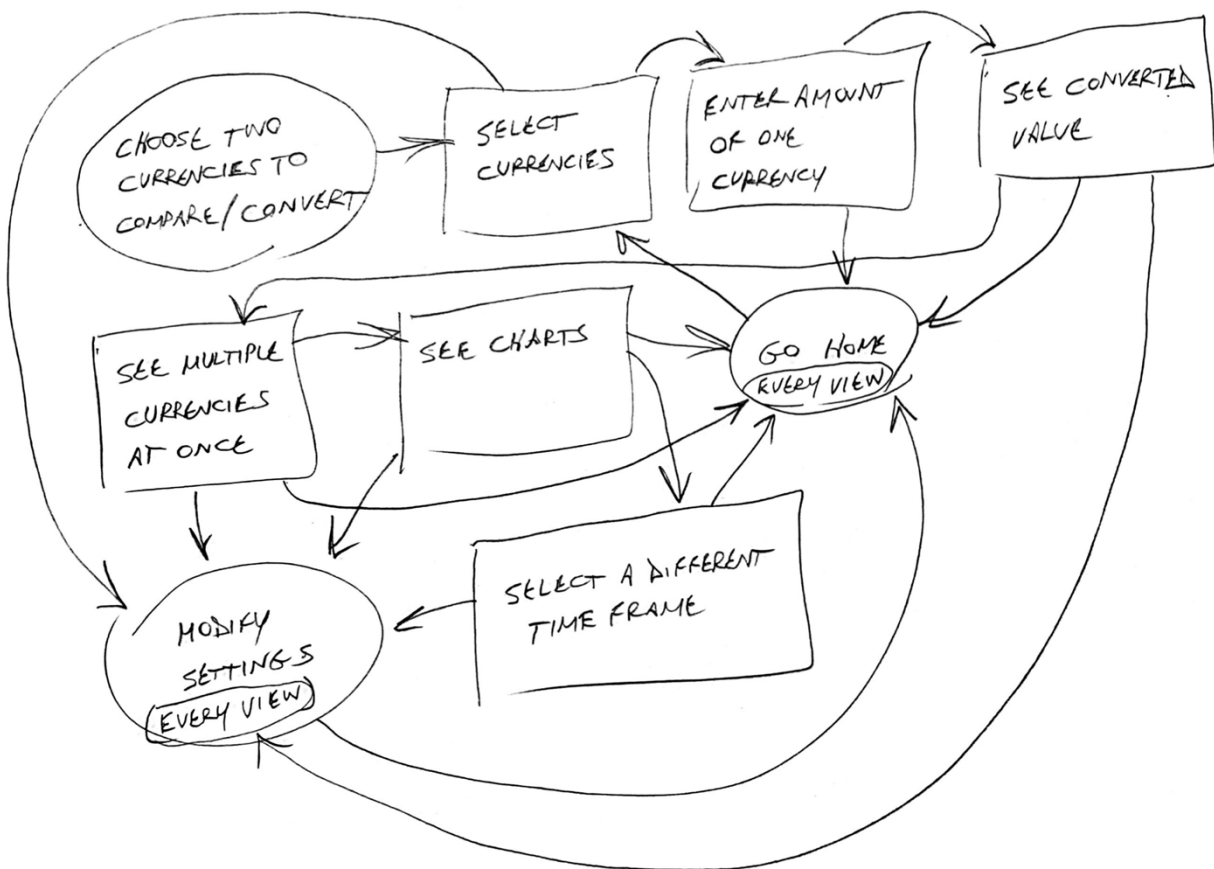 CHOOSE TWO
CURRENCIES TO
COMPARE/CONVERT
SELECT
CURRENCIES
ENTER AMOUNT
OF ONE
CURRENCY
SEE CONVERTED
VALUE
SEE MULTIPLE
CURRENCIES
AT ONCE
SEE CHARTS
GO HOME
EVERY VIEW
SELECT A DIFFERENT
TIME FRAME
MODIFY
SETTINGS
EVERY VIEW